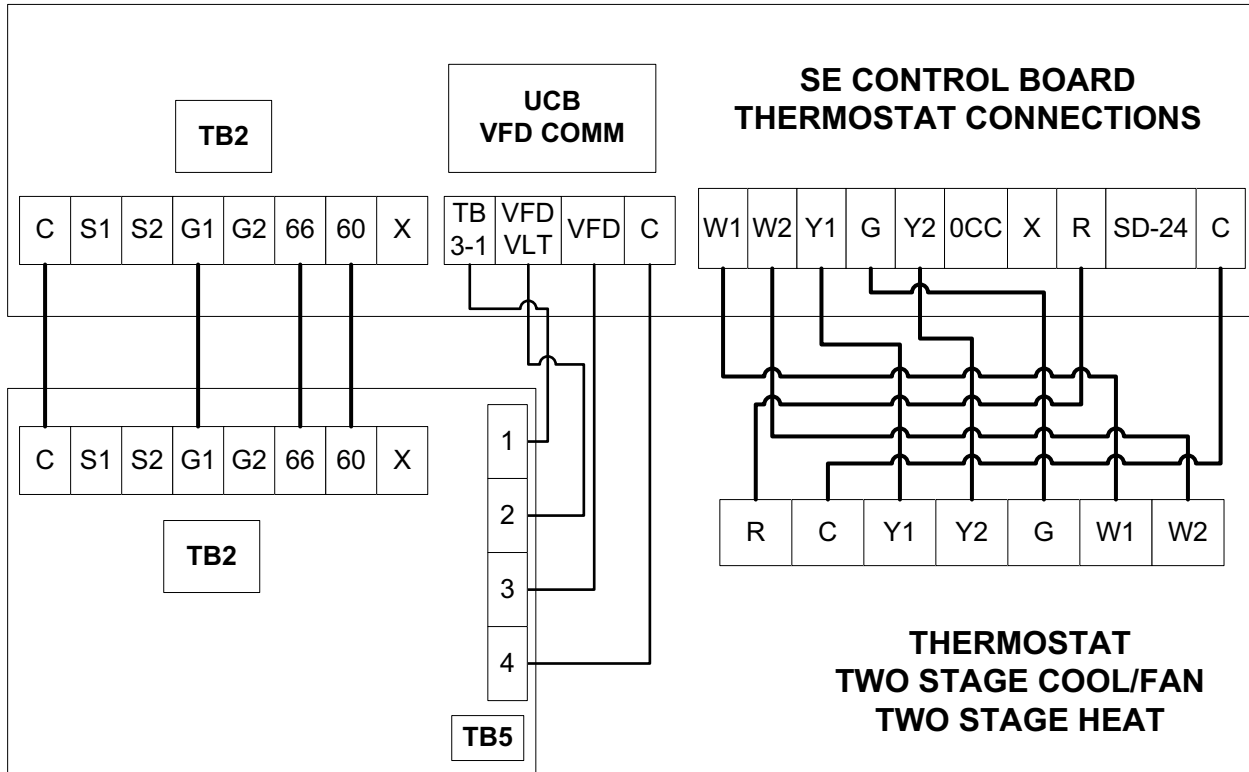 SE CONTROL BOARD
THERMOSTAT CONNECTIONS
UCB
VFD COMM
TB2
C S1 S2 G1 G2 66 60 X
TB
3-1
VFD
VLT
VFD
C
W1 W2 Y1 G Y2 0CC X R SD-24 C
C S1 S2 G1 G2 66 60 X
TB2
1
2
3
4
TB5
R C Y1 Y2 G W1 W2
THERMOSTAT
TWO STAGE COOL/FAN
TWO STAGE HEAT